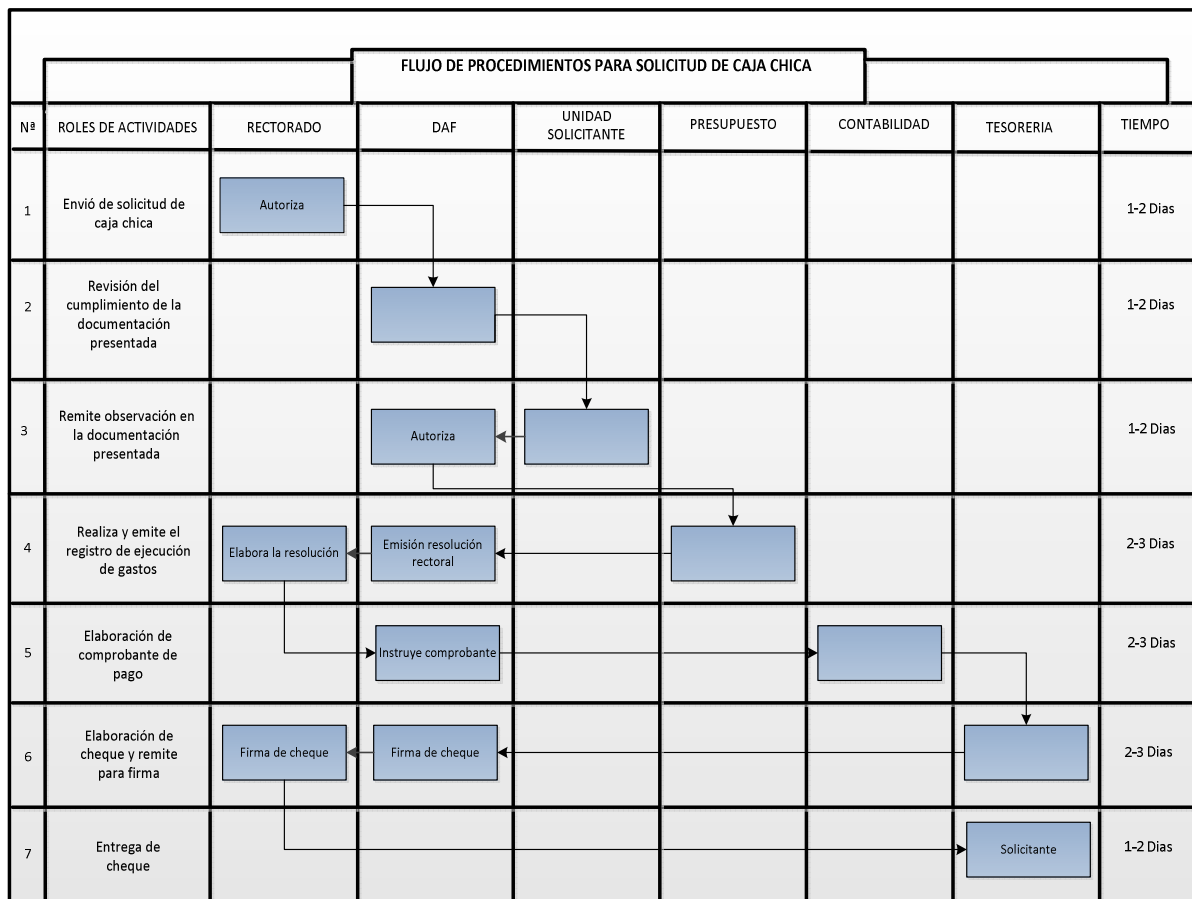 FLUJO DE PROCEDIMIENTOS PARA SOLICITUD DE CAJA CHICA
Nª
ROLES DE ACTIVIDADES
RECTORADO
DAF
UNIDAD
SOLICITANTE
PRESUPUESTO
CONTABILIDAD
TESORERIA
TIEMPO
1
Envió de solicitud de
caja chica
Autoriza
1-2 Dias
2
Revisión del
cumplimiento de la
documentación
presentada
1-2 Dias
3
Remite observación en
la documentación
presentada
Autoriza
1-2 Dias
4
Realiza y emite el
registro de ejecución
de gastos
Elabora la resolución
Emisión resolución
rectoral
2-3 Dias
5
Elaboración de
comprobante de
pago
Instruye comprobante
2-3 Dias
6
Elaboración de
cheque y remite
para firma
Firma de cheque
Firma de cheque
2-3 Dias
7
Entrega de
cheque
Solicitante
1-2 Dias